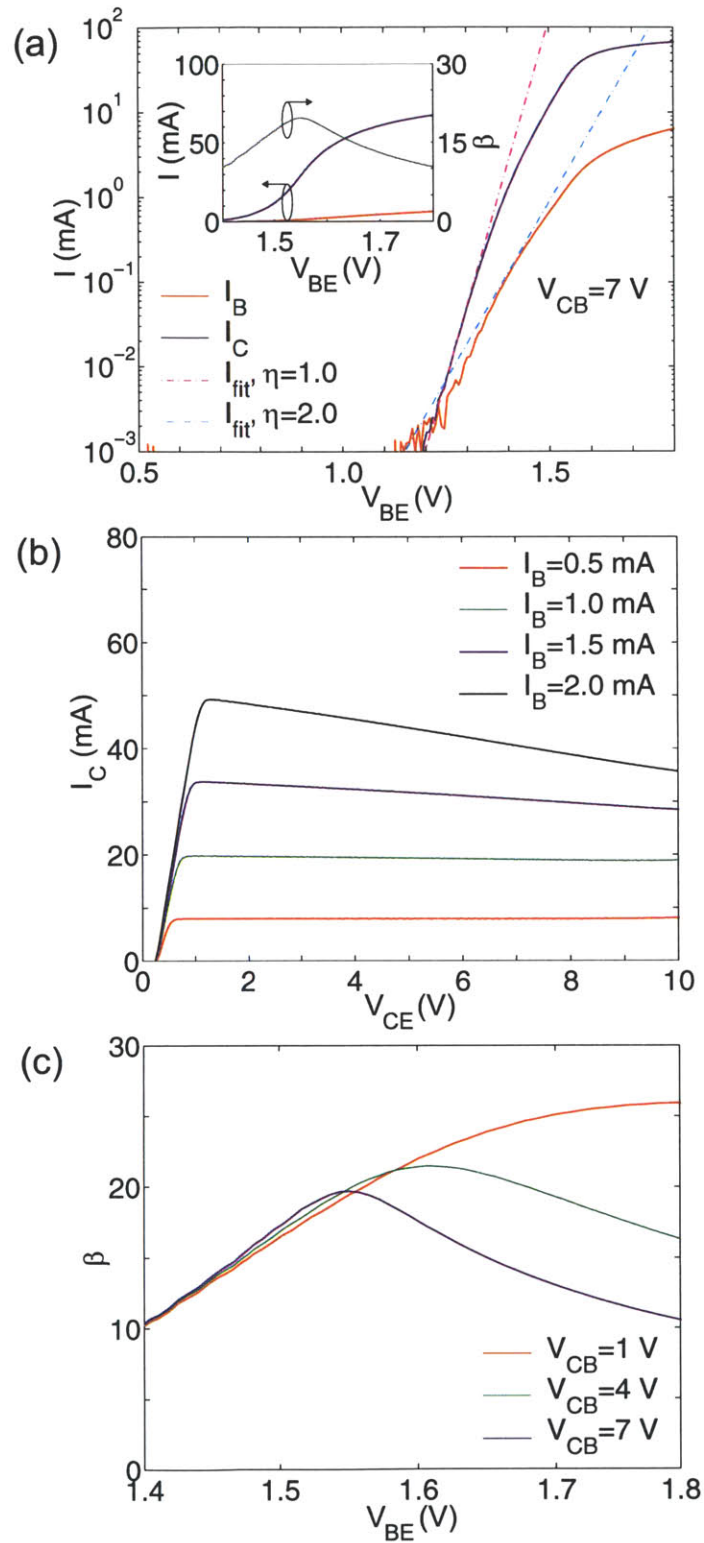 (a)
10²
10¹
10⁰
10⁻¹
10⁻²
10⁻³
I (mA)
100
50
0
I (mA)
30
15
0
β
1.5
1.7
V_BE (V)
I_B
I_C
I_fit, η=1.0
I_fit, η=2.0
V_CB=7 V
0.5
1.0
1.5
V_BE (V)
(b)
80
60
40
20
0
I_C (mA)
I_B=0.5 mA
I_B=1.0 mA
I_B=1.5 mA
I_B=2.0 mA
0
2
4
6
8
10
V_CE (V)
(c)
30
20
10
0
β
V_CB=1 V
V_CB=4 V
V_CB=7 V
1.4
1.5
1.6
1.7
1.8
V_BE (V)